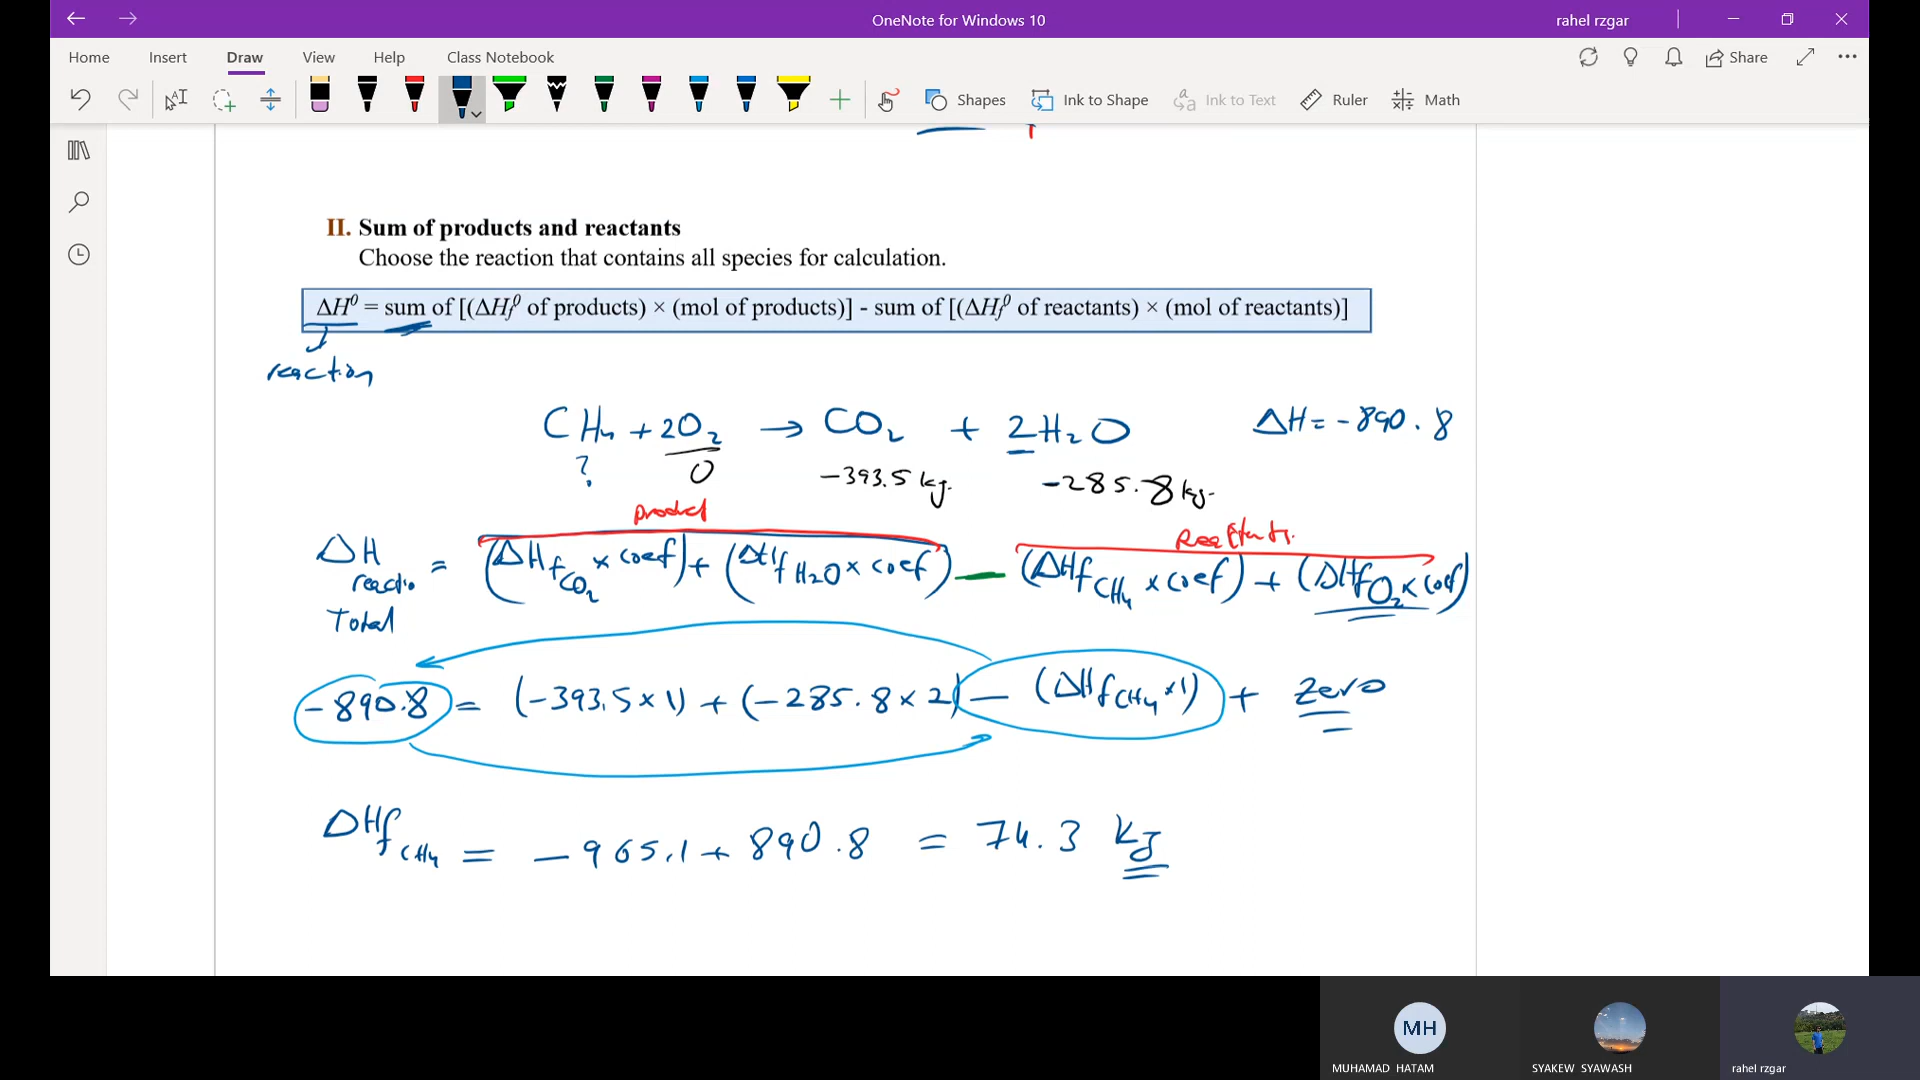 OneNote for Windows 10
rahel rzgar
Home Insert Draw View Help Class Notebook Share
Shapes Ink to Shape Ink to Text Ruler Math
II. Sum of products and reactants
Choose the reaction that contains all species for calculation.
ΔH⁰ = sum of [(ΔHf⁰ of products) × (mol of products)] - sum of [(ΔHf⁰ of reactants) × (mol of reactants)]
reaction
CH₄ + 2O₂ → CO₂ + 2H₂O ΔH = -890.8
? 0 -393.5 kj. -285.8 kj.
product Reactants.
ΔH reactio Total = (ΔHf CO₂ × coef) + (ΔHf H₂O × coef) — (ΔHf CH₄ × coef) + (ΔHf O₂ × coef)
-890.8 = (-393.5 × 1) + (-285.8 × 2) — (ΔHf CH₄ × 1) + zero
ΔHf CH₄ = -965.1 + 890.8 = 74.3 kj
MH
MUHAMAD HATAM SYAKEW SYAWASH rahel rzgar